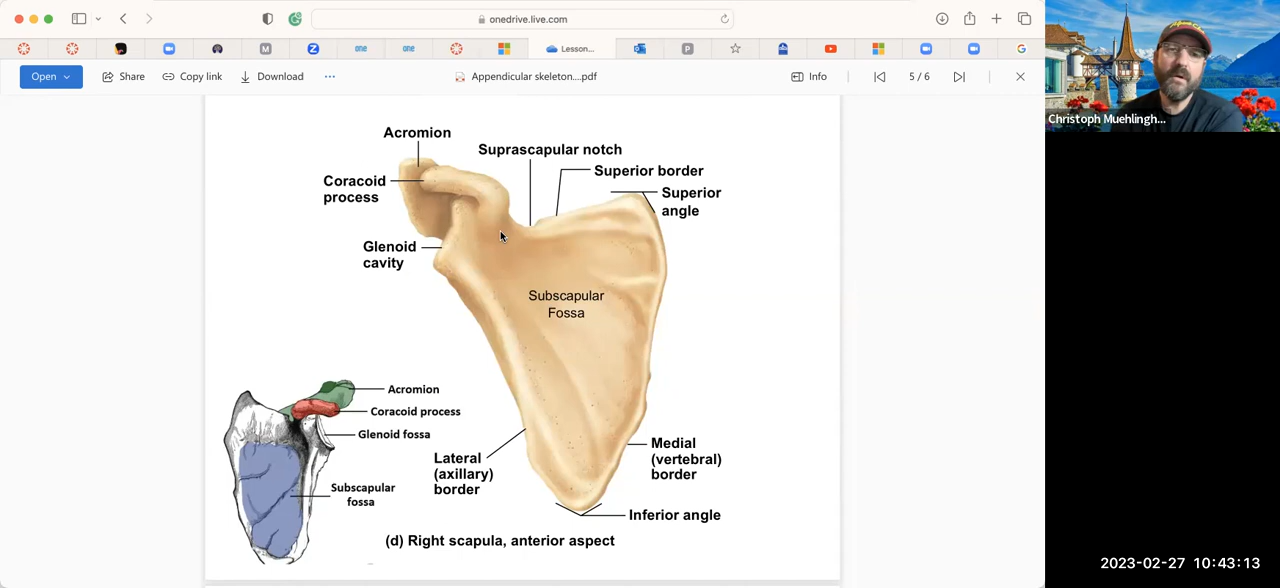 onedrive.live.com
Z
M
one
one
Lesson...
P
G
Open
Share
Copy link
Download
...
Appendicular skeleton....pdf
Info
5 / 6
Christoph Muehlingh...
Acromion
Suprascapular notch
Superior border
Coracoid
process
Superior
angle
Glenoid
cavity
Subscapular
Fossa
Acromion
Coracoid process
Glenoid fossa
Lateral
(axillary)
border
Medial
(vertebral)
border
Subscapular
fossa
Inferior angle
(d) Right scapula, anterior aspect
2023-02-27 10:43:13